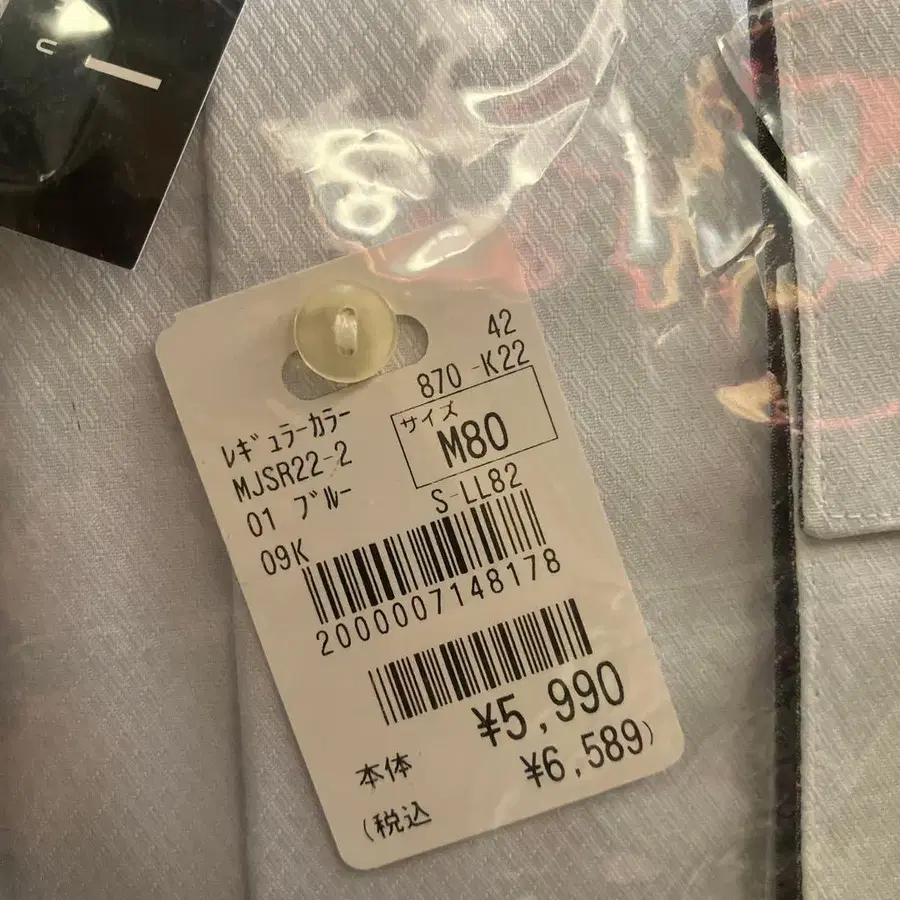 42
870 -K22
レギュラーカラー
サイズ
M80
MJSR22-2
01 ブルー
S-LL82
09K
2000007148178
¥5,990
本体
¥6,589)
(税込